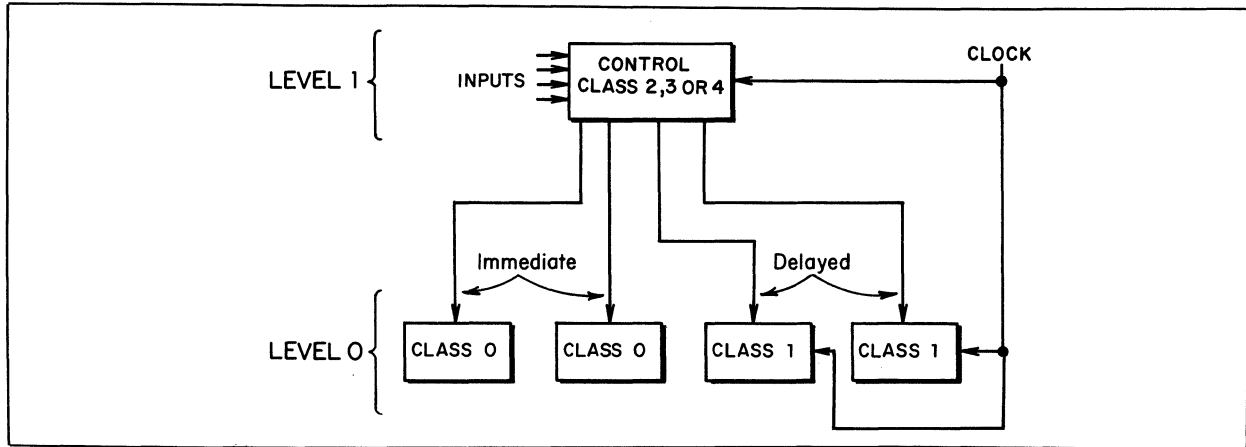 CLOCK
CONTROL
CLASS 2,3 OR 4
INPUTS
LEVEL 1
Immediate
Delayed
LEVEL 0
CLASS 0
CLASS 0
CLASS 1
CLASS 1